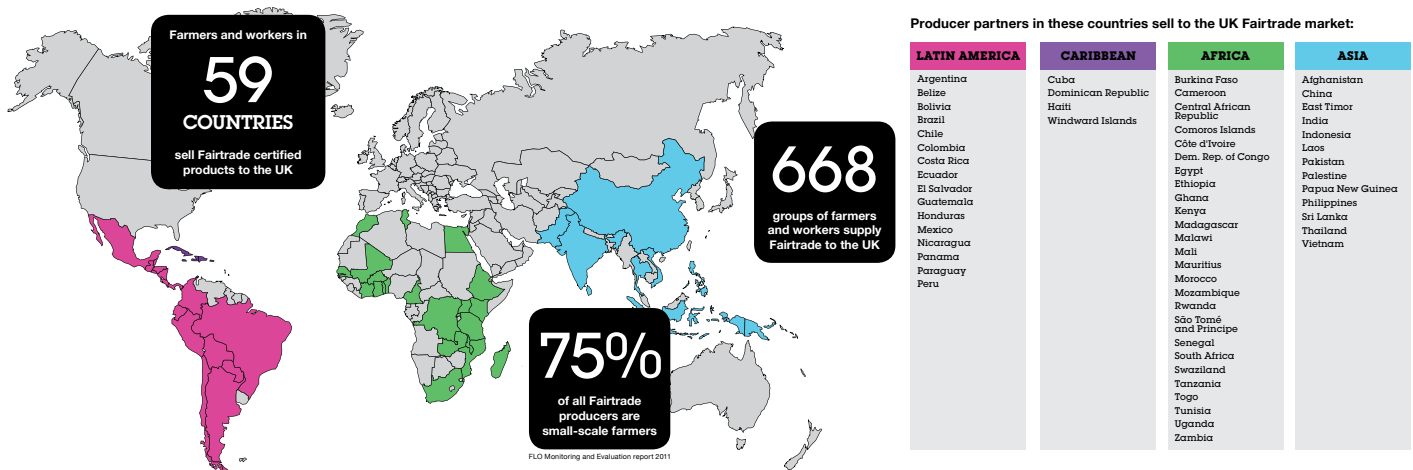 Farmers and workers in
59
COUNTRIES
sell Fairtrade certified
products to the UK
668
groups of farmers
and workers supply
Fairtrade to the UK
75%
of all Fairtrade
producers are
small-scale farmers
FLO Monitoring and Evaluation report 2011
Producer partners in these countries sell to the UK Fairtrade market:
LATIN AMERICA
Argentina
Belize
Bolivia
Brazil
Chile
Colombia
Costa Rica
Ecuador
El Salvador
Guatemala
Honduras
Mexico
Nicaragua
Panama
Paraguay
Peru
CARIBBEAN
Cuba
Dominican Republic
Haiti
Windward Islands
AFRICA
Burkina Faso
Cameroon
Central African
Republic
Comoros Islands
Côte d'Ivoire
Dem. Rep. of Congo
Egypt
Ethiopia
Ghana
Kenya
Madagascar
Malawi
Mali
Mauritius
Morocco
Mozambique
Rwanda
São Tomé
and Principe
Senegal
South Africa
Swaziland
Tanzania
Togo
Tunisia
Uganda
Zambia
ASIA
Afghanistan
China
East Timor
India
Indonesia
Laos
Pakistan
Palestine
Papua New Guinea
Philippines
Sri Lanka
Thailand
Vietnam